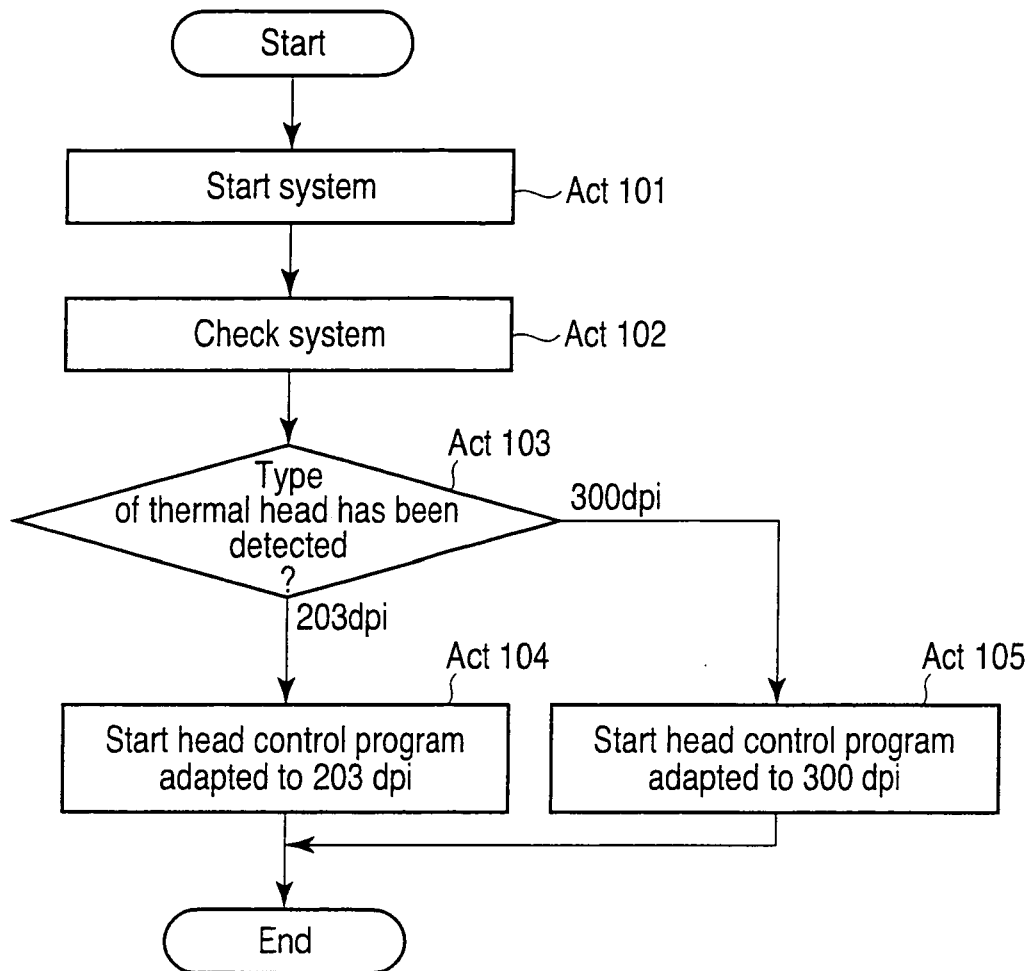 Start
Start system
Act 101
Check system
Act 102
Act 103
Type
of thermal head has been
detected
?
300dpi
203dpi
Act 104
Start head control program
adapted to 203 dpi
Act 105
Start head control program
adapted to 300 dpi
End